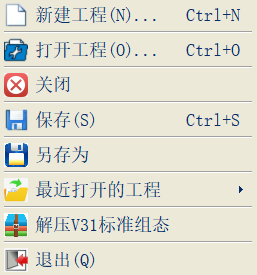 新建工程(N)... Ctrl+N
打开工程(O)... Ctrl+O
关闭
保存(S) Ctrl+S
另存为
最近打开的工程
解压V31标准组态
退出(Q)